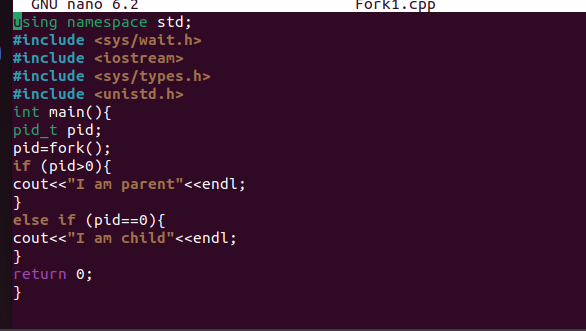 GNU nano 6.2 Fork1.cpp
using namespace std;
#include <sys/wait.h>
#include <iostream>
#include <sys/types.h>
#include <unistd.h>
int main(){
pid_t pid;
pid=fork();
if (pid>0){
cout<<"I am parent"<<endl;
}
else if (pid==0){
cout<<"I am child"<<endl;
}
return 0;
}